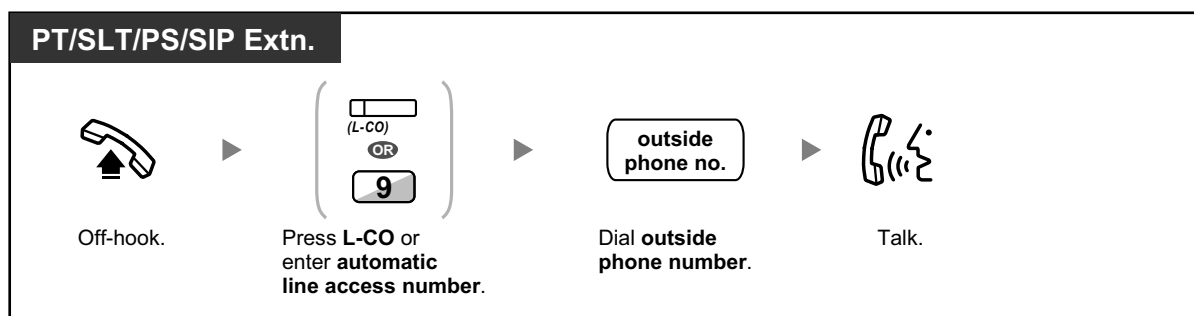 PT/SLT/PS/SIP Extn.
(L-CO)
OR
9
outside
phone no.
Off-hook.
Press L-CO or
enter automatic
line access number.
Dial outside
phone number.
Talk.